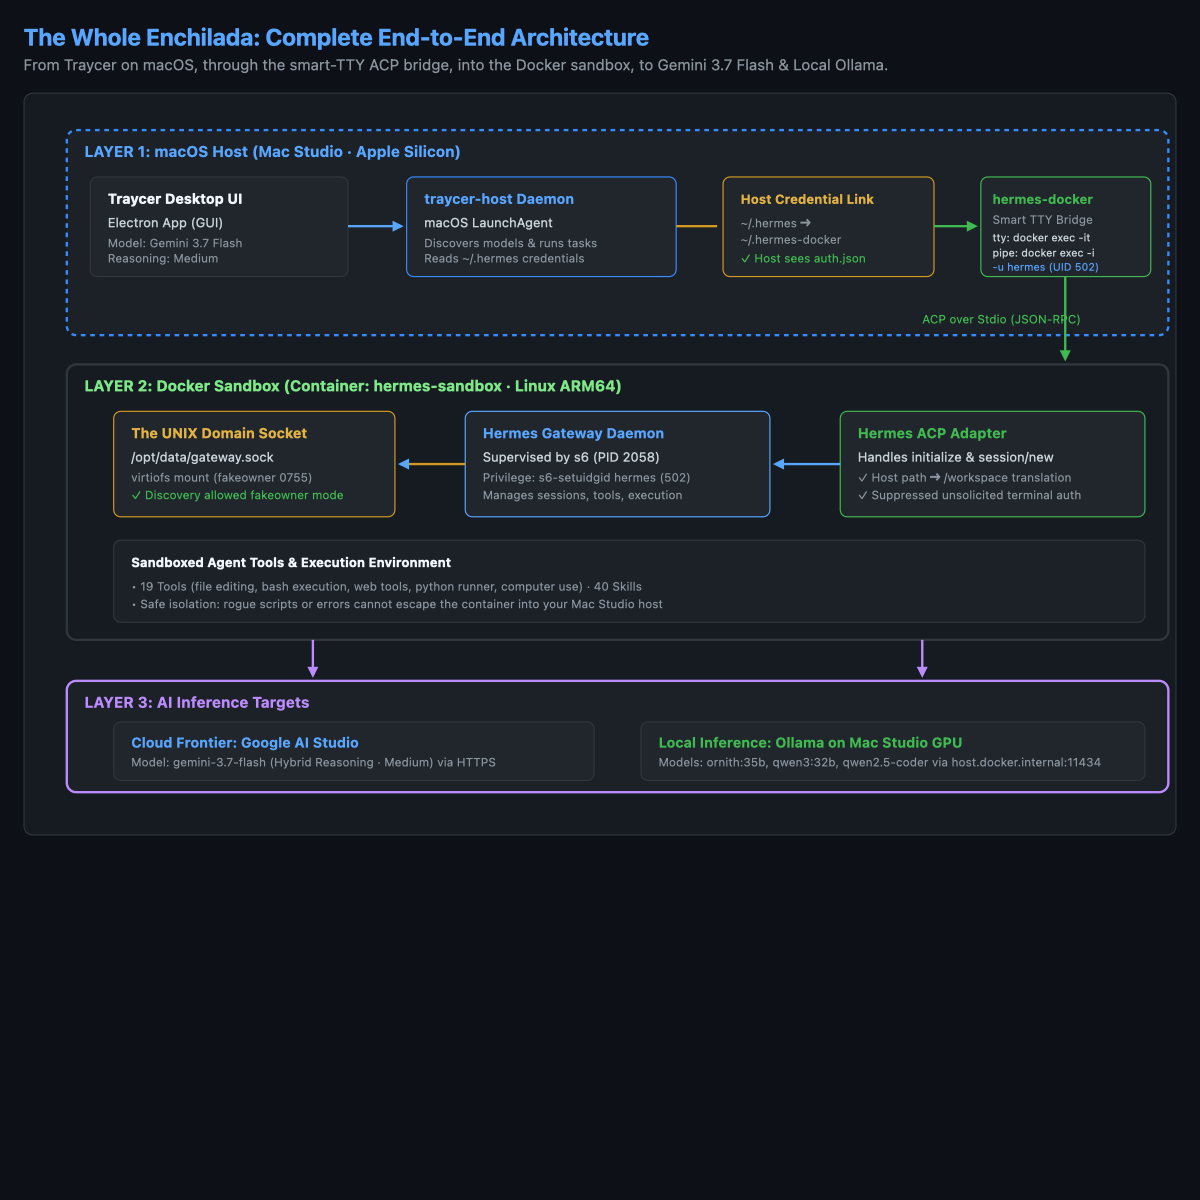 The Whole Enchilada: Complete End-to-End Architecture
From Traycer on macOS, through the smart-TTY ACP bridge, into the Docker sandbox, to Gemini 3.7 Flash & Local Ollama.
LAYER 1: macOS Host (Mac Studio · Apple Silicon)
Traycer Desktop UI
Electron App (GUI)
Model: Gemini 3.7 Flash
Reasoning: Medium
traycer-host Daemon
macOS LaunchAgent
Discovers models & runs tasks
Reads ~/.hermes credentials
Host Credential Link
~/.hermes ➜
~/.hermes-docker
✓ Host sees auth.json
hermes-docker
Smart TTY Bridge
tty: docker exec -it
pipe: docker exec -i
-u hermes (UID 502)
ACP over Stdio (JSON-RPC)
LAYER 2: Docker Sandbox (Container: hermes-sandbox · Linux ARM64)
The UNIX Domain Socket
/opt/data/gateway.sock
virtiofs mount (fakeowner 0755)
✓ Discovery allowed fakeowner mode
Hermes Gateway Daemon
Supervised by s6 (PID 2058)
Privilege: s6-setuidgid hermes (502)
Manages sessions, tools, execution
Hermes ACP Adapter
Handles initialize & session/new
✓ Host path ➜ /workspace translation
✓ Suppressed unsolicited terminal auth
Sandboxed Agent Tools & Execution Environment
• 19 Tools (file editing, bash execution, web tools, python runner, computer use) · 40 Skills
• Safe isolation: rogue scripts or errors cannot escape the container into your Mac Studio host
LAYER 3: AI Inference Targets
Cloud Frontier: Google AI Studio
Model: gemini-3.7-flash (Hybrid Reasoning · Medium) via HTTPS
Local Inference: Ollama on Mac Studio GPU
Models: ornith:35b, qwen3:32b, qwen2.5-coder via host.docker.internal:11434